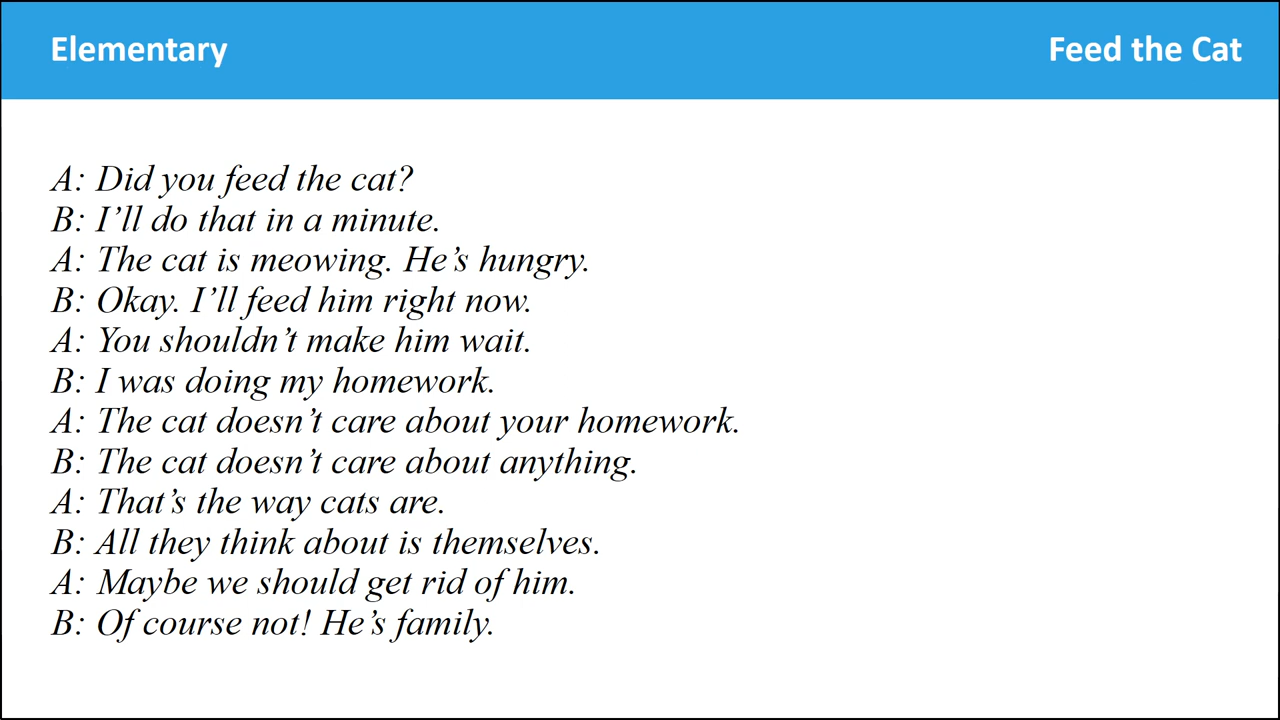 Elementary
Feed the Cat
A: Did you feed the cat?
B: I’ll do that in a minute.
A: The cat is meowing. He’s hungry.
B: Okay. I’ll feed him right now.
A: You shouldn’t make him wait.
B: I was doing my homework.
A: The cat doesn’t care about your homework.
B: The cat doesn’t care about anything.
A: That’s the way cats are.
B: All they think about is themselves.
A: Maybe we should get rid of him.
B: Of course not! He’s family.